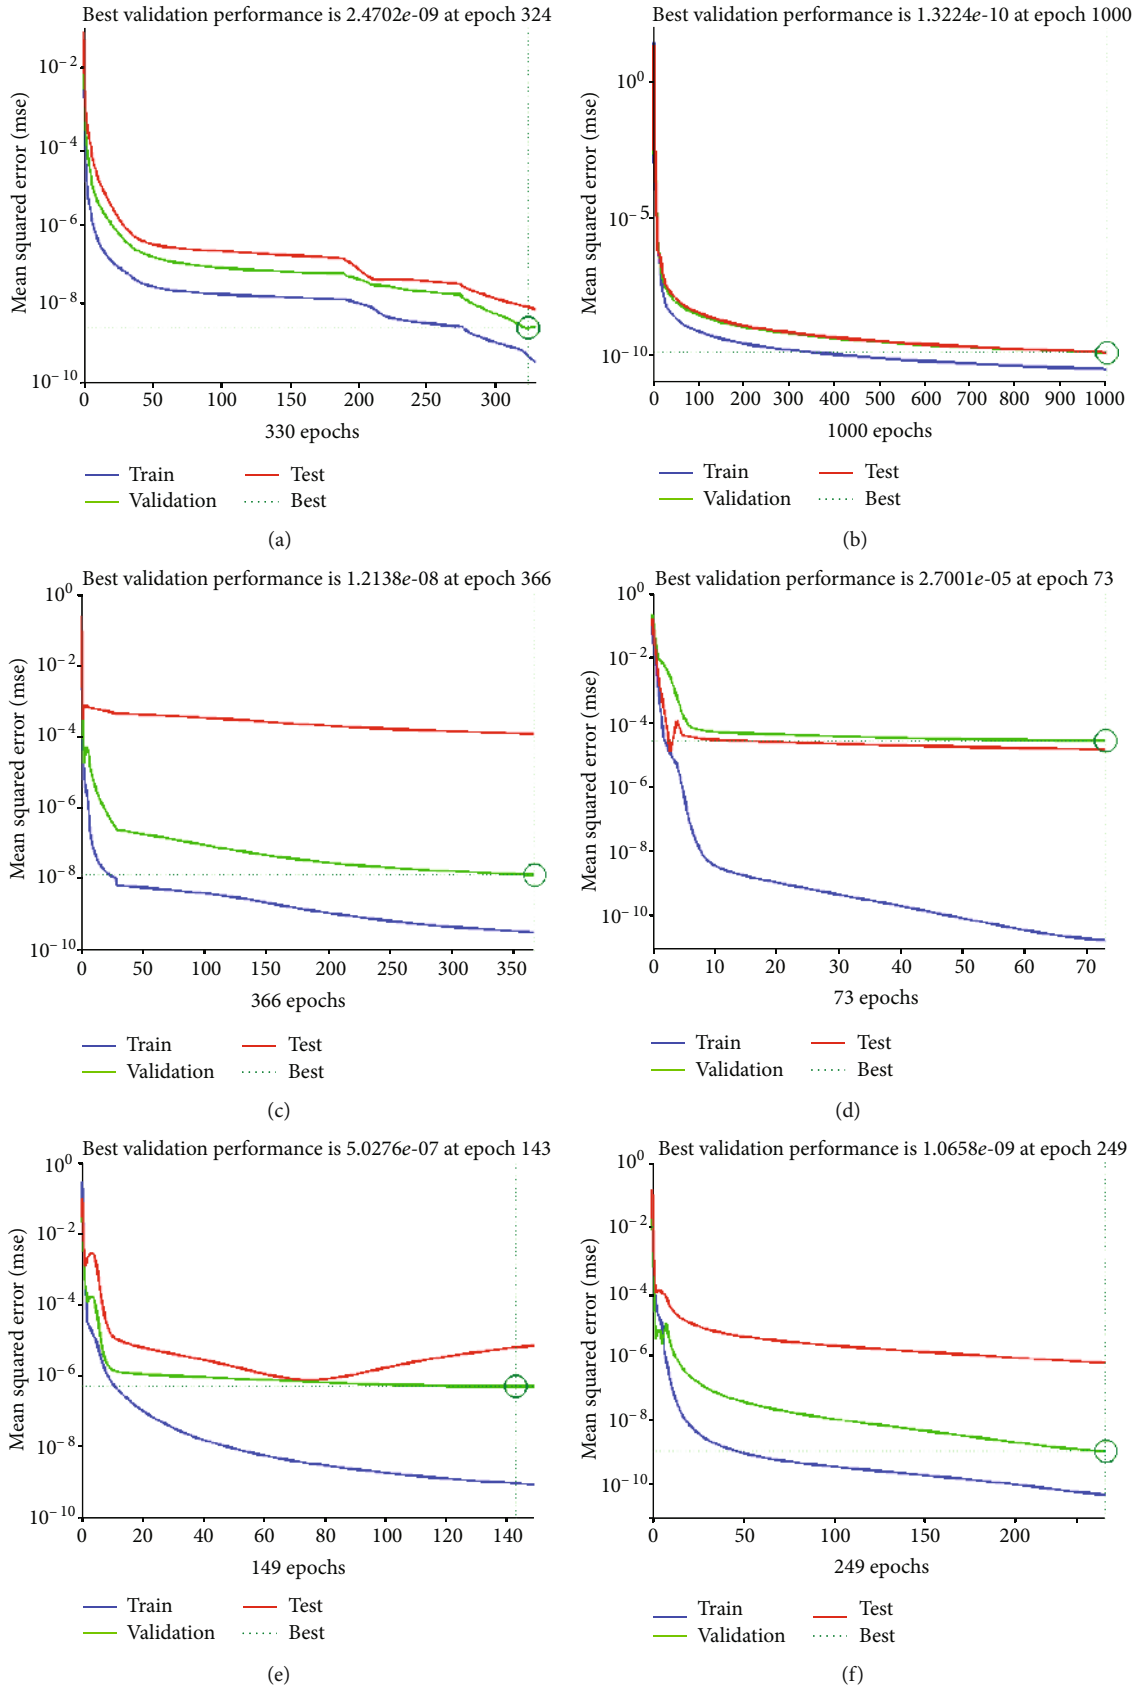 Best validation performance is 2.4702e-09 at epoch 324
Mean squared error (mse)
10⁻²
10⁻⁴
10⁻⁶
10⁻⁸
10⁻¹⁰
0 50 100 150 200 250 300
330 epochs
Train
Test
Validation
Best
(a)
Best validation performance is 1.3224e-10 at epoch 1000
Mean squared error (mse)
10⁰
10⁻⁵
10⁻¹⁰
0 100 200 300 400 500 600 700 800 900 1000
1000 epochs
Train
Test
Validation
Best
(b)
Best validation performance is 1.2138e-08 at epoch 366
Mean squared error (mse)
10⁰
10⁻²
10⁻⁴
10⁻⁶
10⁻⁸
10⁻¹⁰
0 50 100 150 200 250 300 350
366 epochs
Train
Test
Validation
Best
(c)
Best validation performance is 2.7001e-05 at epoch 73
Mean squared error (mse)
10⁰
10⁻²
10⁻⁴
10⁻⁶
10⁻⁸
10⁻¹⁰
0 10 20 30 40 50 60 70
73 epochs
Train
Test
Validation
Best
(d)
Best validation performance is 5.0276e-07 at epoch 143
Mean squared error (mse)
10⁰
10⁻²
10⁻⁴
10⁻⁶
10⁻⁸
10⁻¹⁰
0 20 40 60 80 100 120 140
149 epochs
Train
Test
Validation
Best
(e)
Best validation performance is 1.0658e-09 at epoch 249
Mean squared error (mse)
10⁰
10⁻²
10⁻⁴
10⁻⁶
10⁻⁸
10⁻¹⁰
0 50 100 150 200
249 epochs
Train
Test
Validation
Best
(f)